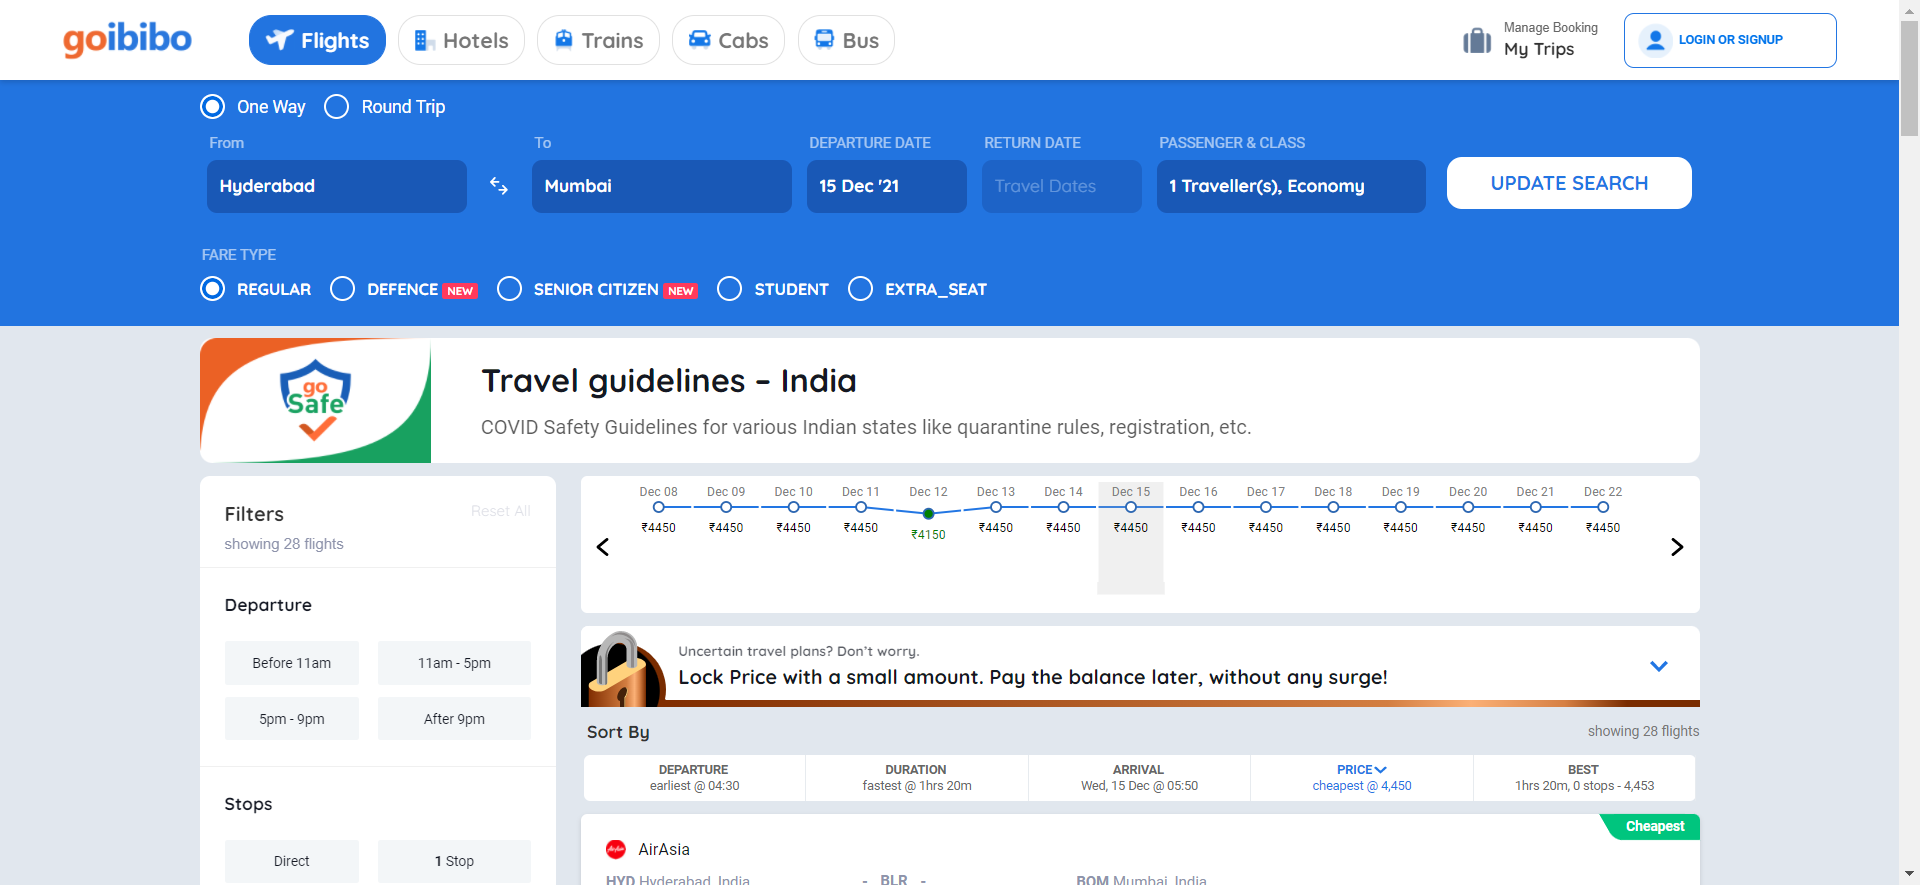 goibibo
Flights
Hotels
Trains
Cabs
Bus
Manage Booking
My Trips
LOGIN OR SIGNUP
One Way
Round Trip
From
To
DEPARTURE DATE
RETURN DATE
PASSENGER & CLASS
Hyderabad
Mumbai
15 Dec '21
Travel Dates
1 Traveller(s), Economy
UPDATE SEARCH
FARE TYPE
REGULAR
DEFENCE NEW
SENIOR CITIZEN NEW
STUDENT
EXTRA_SEAT
go
Safe
Travel guidelines – India
COVID Safety Guidelines for various Indian states like quarantine rules, registration, etc.
Filters
Reset All
showing 28 flights
Departure
Before 11am
11am - 5pm
5pm - 9pm
After 9pm
Stops
Direct
1 Stop
Dec 08 Dec 09 Dec 10 Dec 11 Dec 12 Dec 13 Dec 14 Dec 15 Dec 16 Dec 17 Dec 18 Dec 19 Dec 20 Dec 21 Dec 22
₹4450 ₹4450 ₹4450 ₹4450 ₹4150 ₹4450 ₹4450 ₹4450 ₹4450 ₹4450 ₹4450 ₹4450 ₹4450 ₹4450 ₹4450
Uncertain travel plans? Don't worry.
Lock Price with a small amount. Pay the balance later, without any surge!
Sort By
showing 28 flights
DEPARTURE
earliest @ 04:30
DURATION
fastest @ 1hrs 20m
ARRIVAL
Wed, 15 Dec @ 05:50
PRICE
cheapest @ 4,450
BEST
1hrs 20m, 0 stops - 4,453
Cheapest
AirAsia
HYD Hyderabad, India
- BLR -
BOM Mumbai, India